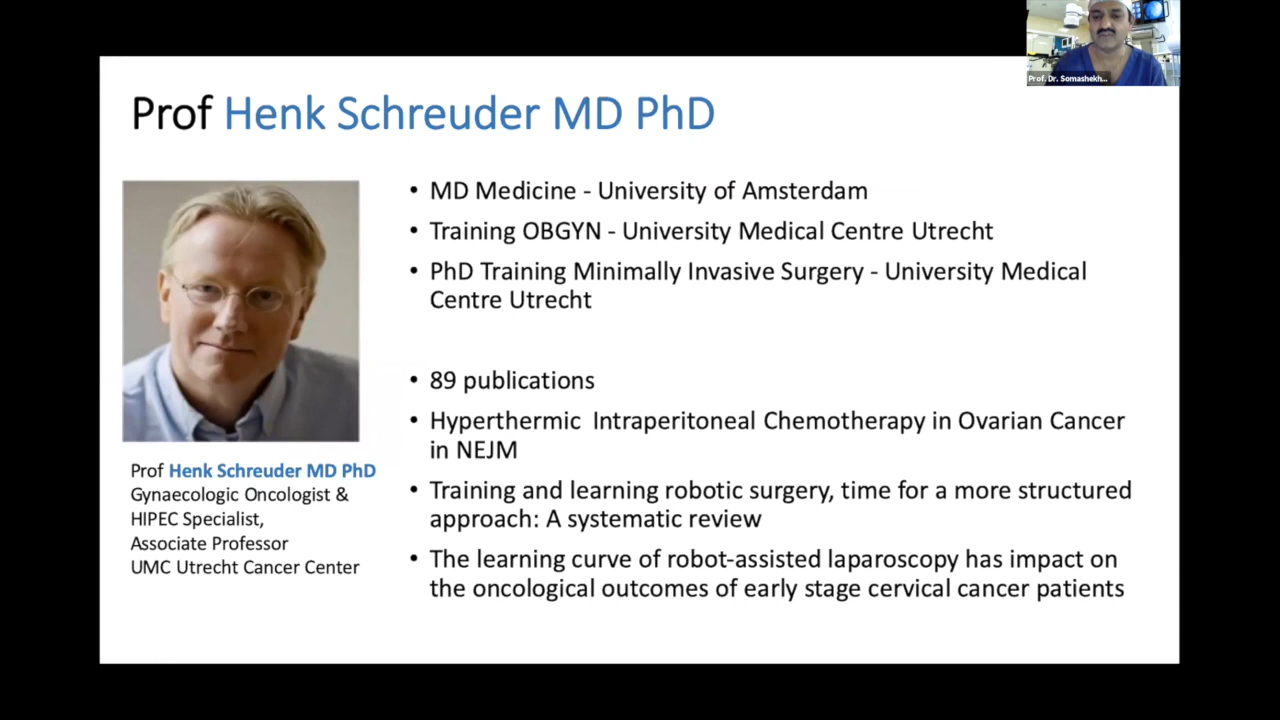 Prof. Dr. Somashekh...
Prof Henk Schreuder MD PhD
• MD Medicine - University of Amsterdam
• Training OBGYN - University Medical Centre Utrecht
• PhD Training Minimally Invasive Surgery - University Medical
Centre Utrecht
• 89 publications
• Hyperthermic Intraperitoneal Chemotherapy in Ovarian Cancer
in NEJM
• Training and learning robotic surgery, time for a more structured
approach: A systematic review
• The learning curve of robot-assisted laparoscopy has impact on
the oncological outcomes of early stage cervical cancer patients
Prof Henk Schreuder MD PhD
Gynaecologic Oncologist &
HIPEC Specialist,
Associate Professor
UMC Utrecht Cancer Center